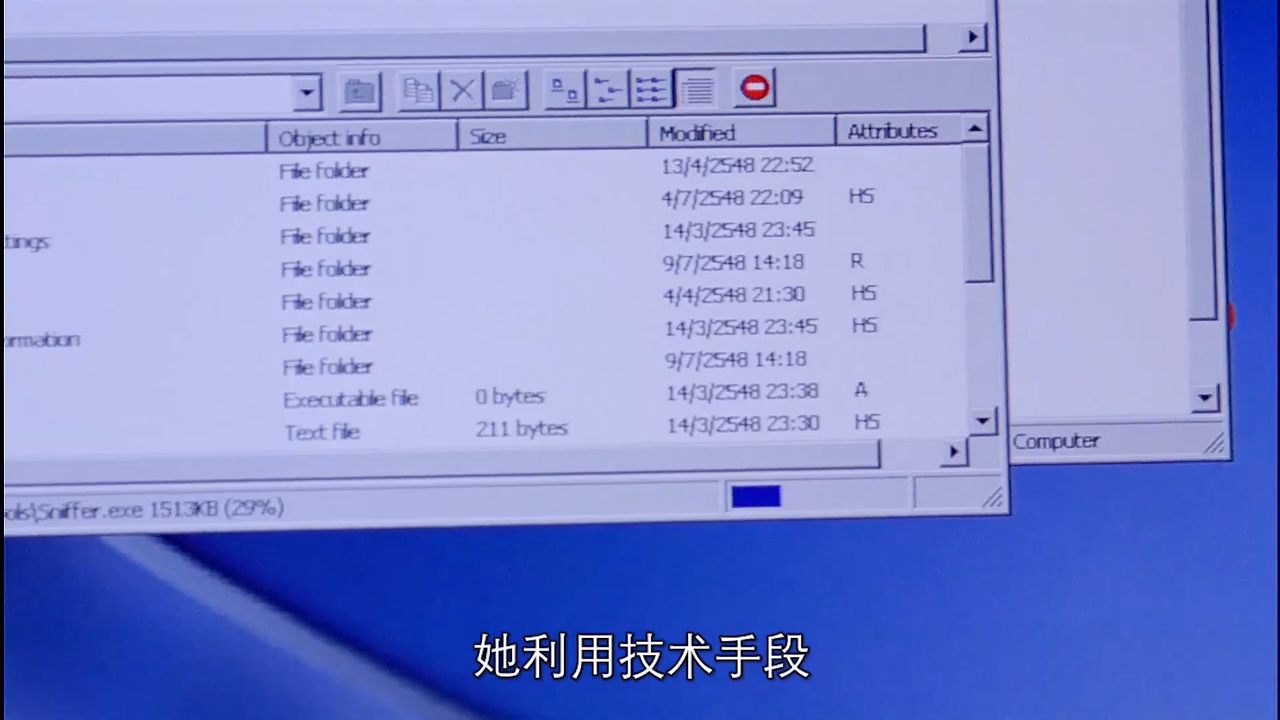 Object info Size Modified Attributes
File folder 13/4/2548 22:52
File folder 4/7/2548 22:09 HS
tings File folder 14/3/2548 23:45
File folder 9/7/2548 14:18 R
File folder 4/4/2548 21:30 HS
ormation File folder 14/3/2548 23:45 HS
File folder 9/7/2548 14:18
Executable file 0 bytes 14/3/2548 23:38 A
Text file 211 bytes 14/3/2548 23:30 HS
Computer
ols\Sniffer.exe 1513KB (29%)
她利用技术手段